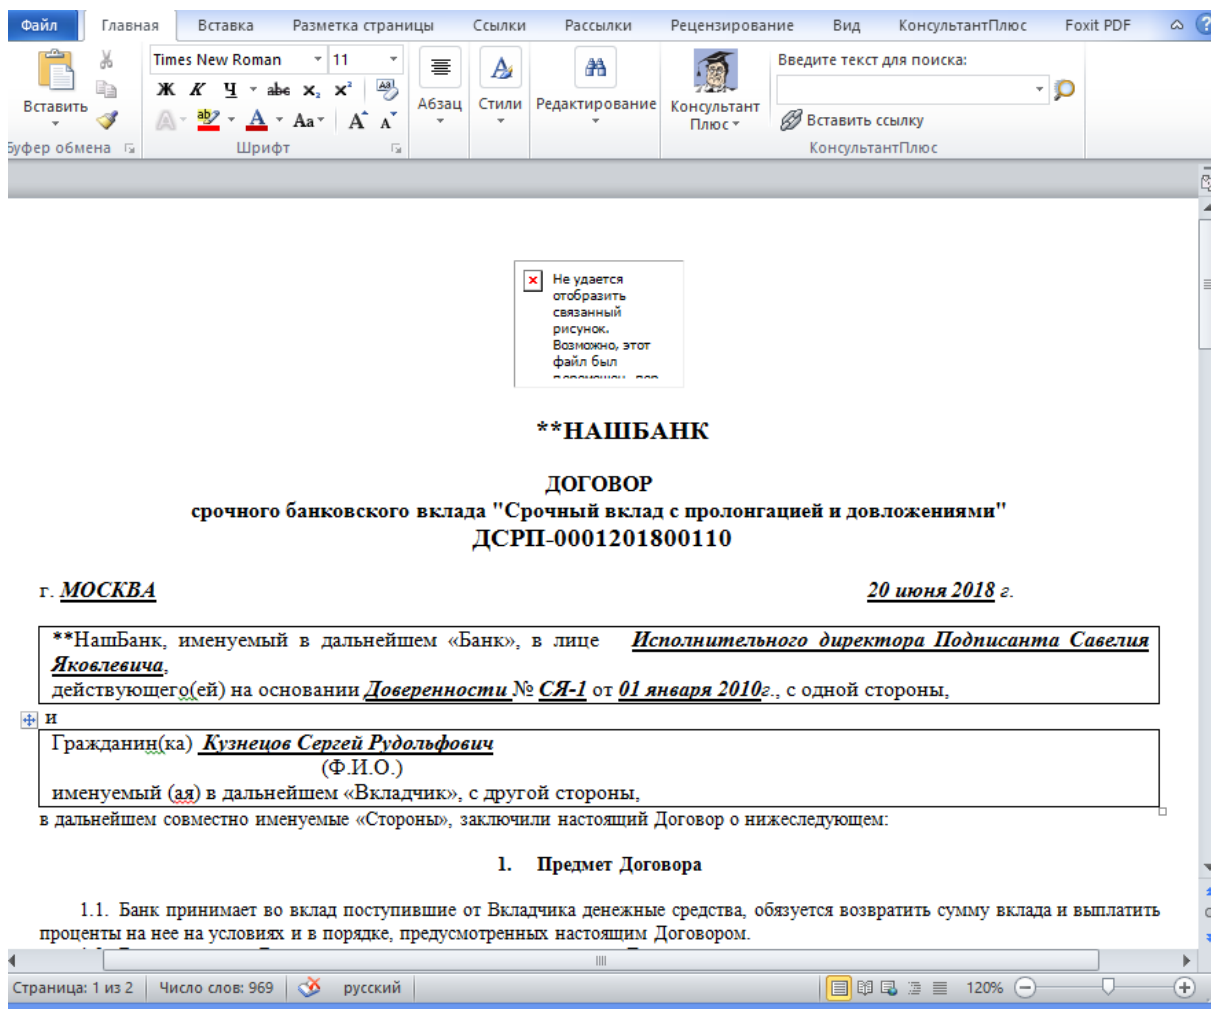 Файл Главная Вставка Разметка страницы Ссылки Рассылки Рецензирование Вид КонсультантПлюс Foxit PDF
Times New Roman 11
Введите текст для поиска:
Вставить
Ж К Ч abc x₂ x² Aa
Абзац Стили Редактирование
Консультант
Плюс
A ab A Aa A A
Вставить ссылку
Буфер обмена Шрифт КонсультантПлюс
Не удается
отобразить
связанный
рисунок.
Возможно, этот
файл был
**НАШБАНК
ДОГОВОР
срочного банковского вклада "Срочный вклад с пролонгацией и довложениями"
ДСРП-0001201800110
г. МОСКВА 20 июня 2018 г.
**НашБанк, именуемый в дальнейшем «Банк», в лице Исполнительного директора Подписанта Савелия
Яковлевича,
действующего(ей) на основании Доверенности № СЯ-1 от 01 января 2010г., с одной стороны,
и
Гражданин(ка) Кузнецов Сергей Рудольфович
(Ф.И.О.)
именуемый (ая) в дальнейшем «Вкладчик», с другой стороны,
в дальнейшем совместно именуемые «Стороны», заключили настоящий Договор о нижеследующем:
1. Предмет Договора
1.1. Банк принимает во вклад поступившие от Вкладчика денежные средства, обязуется возвратить сумму вклада и выплатить
проценты на нее на условиях и в порядке, предусмотренных настоящим Договором.
Страница: 1 из 2 Число слов: 969 русский 120%